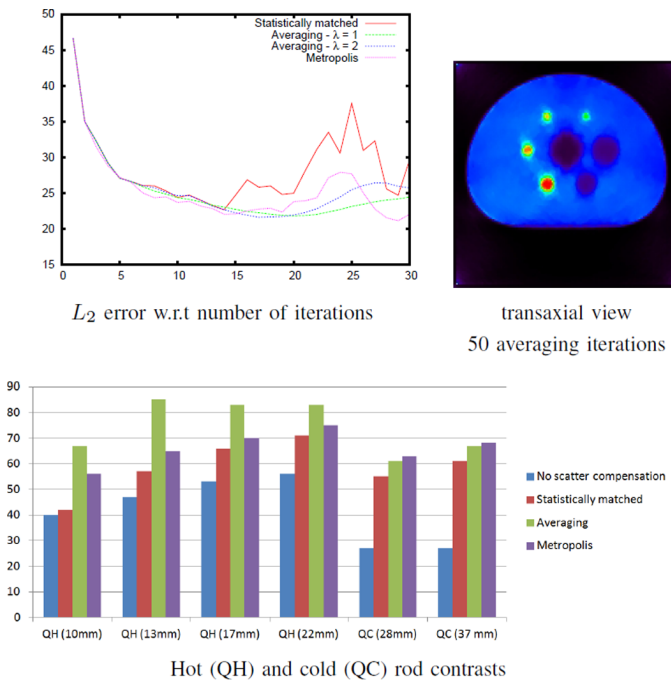 50
45
40
35
30
25
20
15
0
5
10
15
20
25
30
Statistically matched
Averaging - λ = 1
Averaging - λ = 2
Metropolis
L2 error w.r.t number of iterations
transaxial view
50 averaging iterations
90
80
70
60
50
40
30
20
10
0
QH (10mm)
QH (13mm)
QH (17mm)
QH (22mm)
QC (28mm)
QC (37 mm)
No scatter compensation
Statistically matched
Averaging
Metropolis
Hot (QH) and cold (QC) rod contrasts